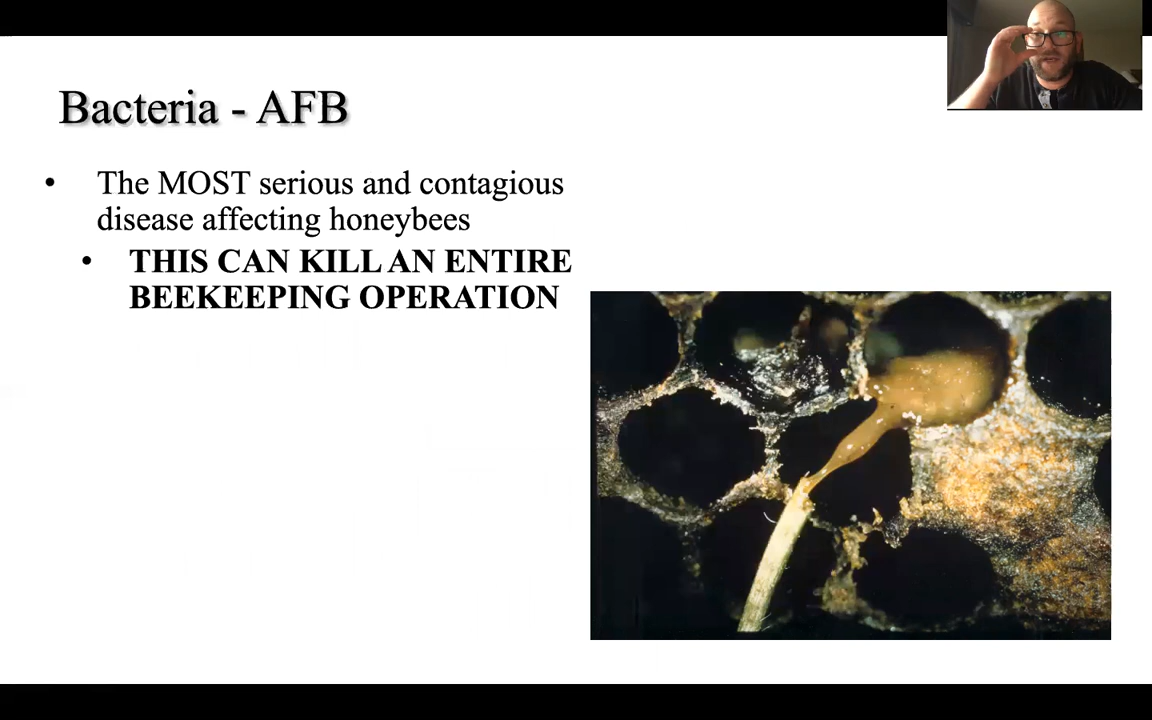 Bacteria - AFB
• The MOST serious and contagious
disease affecting honeybees
• THIS CAN KILL AN ENTIRE
BEEKEEPING OPERATION